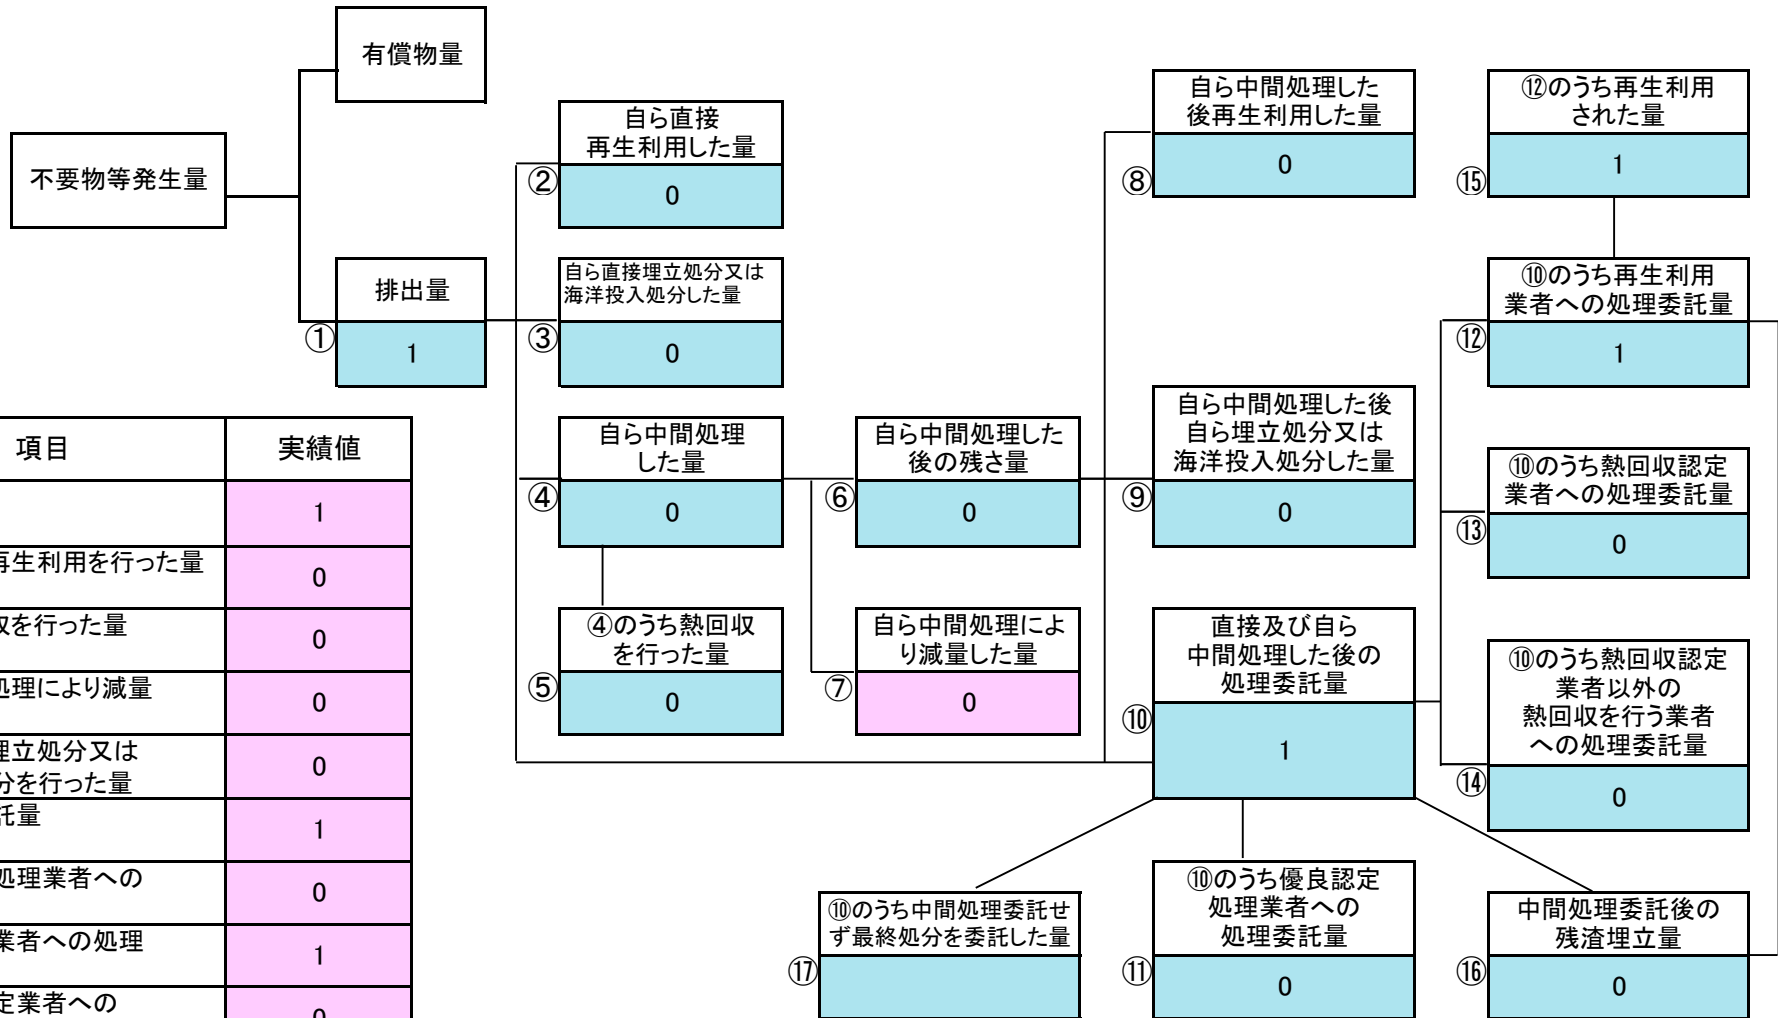 有償物量
不要物等発生量
排出量
①
1
自ら直接
再生利用した量
②
0
自ら直接埋立処分又は
海洋投入処分した量
③
0
自ら中間処理
した量
④
0
④のうち熱回収
を行った量
⑤
0
自ら中間処理した
後の残さ量
⑥
0
自ら中間処理によ
り減量した量
⑦
0
自ら中間処理した
後再生利用した量
⑧
0
自ら中間処理した後
自ら埋立処分又は
海洋投入処分した量
⑨
0
直接及び自ら
中間処理した後の
処理委託量
⑩
1
⑫のうち再生利用
された量
⑮
1
⑩のうち再生利用
業者への処理委託量
⑫
1
⑩のうち熱回収認定
業者への処理委託量
⑬
0
⑩のうち熱回収認定
業者以外の
熱回収を行う業者
への処理委託量
⑭
0
⑩のうち中間処理委託せ
ず最終処分を委託した量
⑰
⑩のうち優良認定
処理業者への
処理委託量
⑪
0
中間処理委託後の
残渣埋立量
⑯
0
項目 実績値
1
再生利用を行った量 0
を行った量 0
処理により減量 0
埋立処分又は
分を行った量 0
託量 1
処理業者への 0
業者への処理 1
定業者への 0